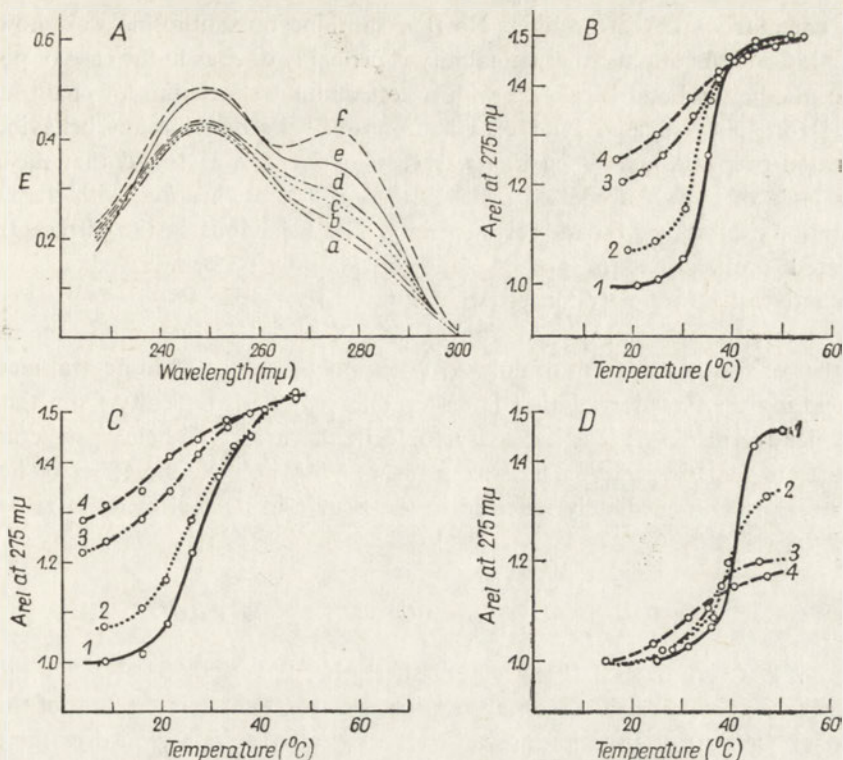 A
0.6
0.4
E
0.2
f
e
d
c
b
a
240 260 280 300
Wavelength (mμ)
B
1.5
1.4
1.2
1.0
Arel at 275 mμ
4
3
2
1
20 40 60
Temperature (°C)
C
1.5
1.4
1.2
1.0
Arel at 275 mμ
4
3
2
1
20 40 60
Temperature (°C)
D
1.5
1.4
1.2
1.0
Arel at 275 mμ
1
2
3
4
20 40 60
Temperature (°C)